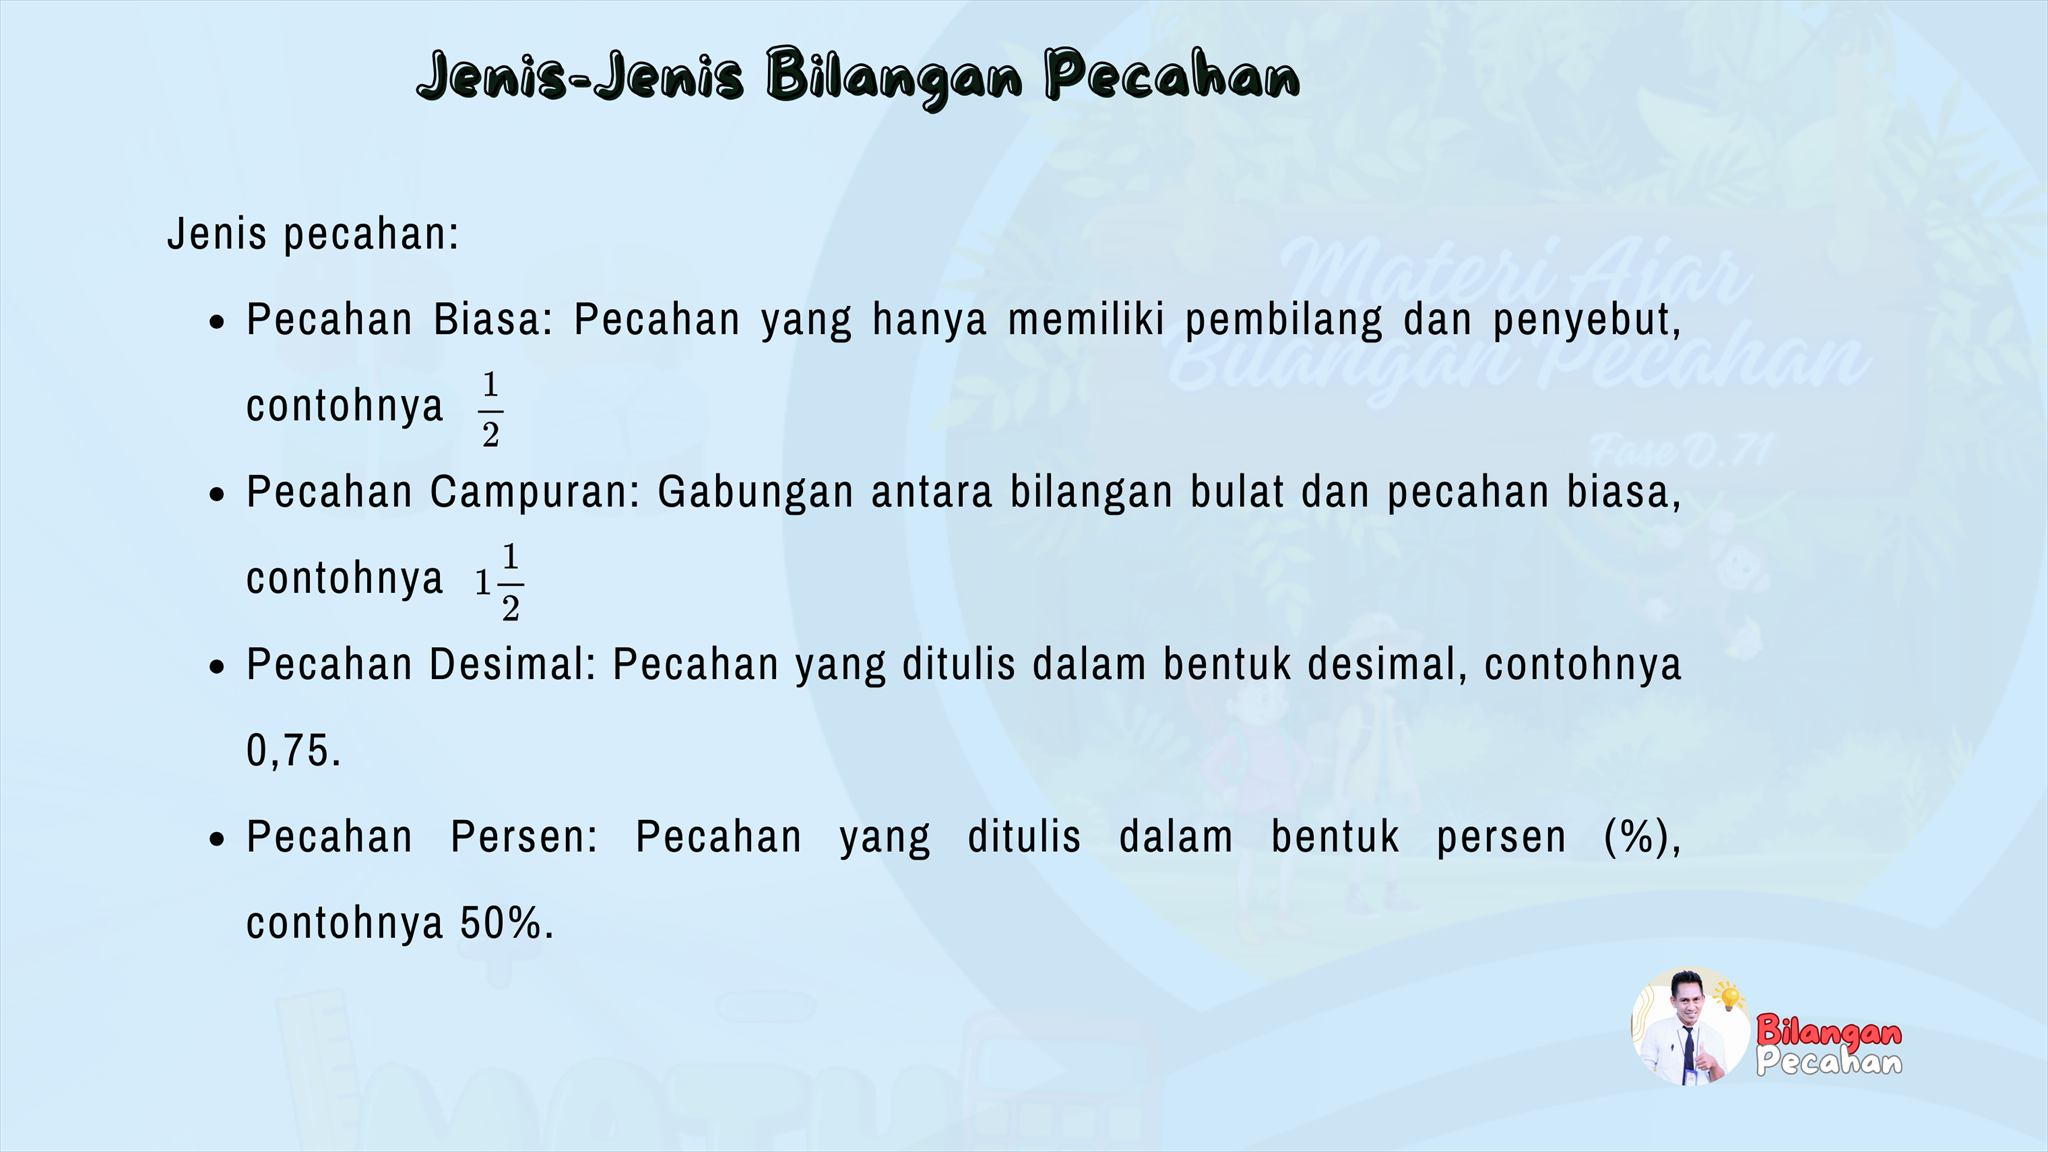 Jenis-Jenis Bilangan Pecahan
Jenis pecahan:
• Pecahan Biasa: Pecahan yang hanya memiliki pembilang dan penyebut,
contohnya 1/2
• Pecahan Campuran: Gabungan antara bilangan bulat dan pecahan biasa,
contohnya 1 1/2
• Pecahan Desimal: Pecahan yang ditulis dalam bentuk desimal, contohnya
0,75.
• Pecahan Persen: Pecahan yang ditulis dalam bentuk persen (%),
contohnya 50%.
Materi Ajar
Bilangan Pecahan
Fase D.71
MATH
Bilangan
Pecahan